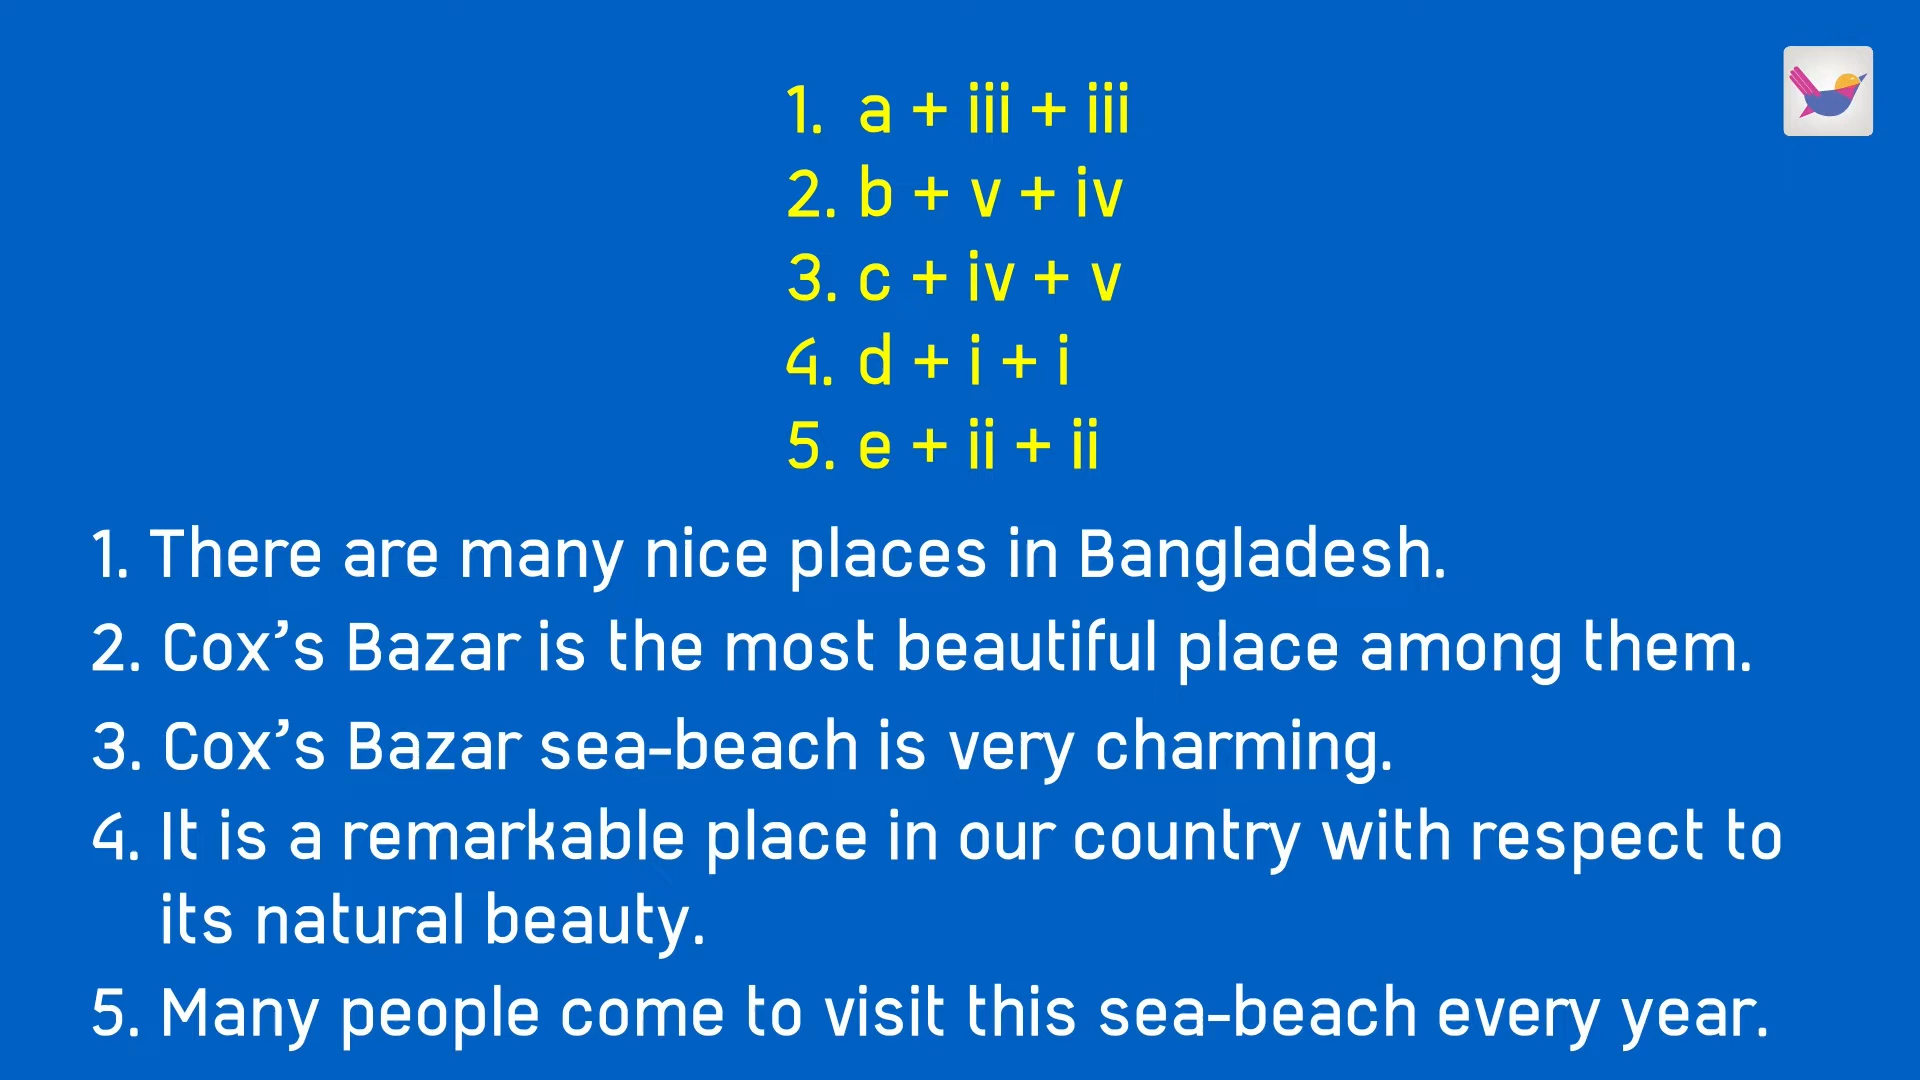 1. a + iii + iii
2. b + v + iv
3. c + iv + v
4. d + i + i
5. e + ii + ii
1. There are many nice places in Bangladesh.
2. Cox’s Bazar is the most beautiful place among them.
3. Cox’s Bazar sea-beach is very charming.
4. It is a remarkable place in our country with respect to
its natural beauty.
5. Many people come to visit this sea-beach every year.